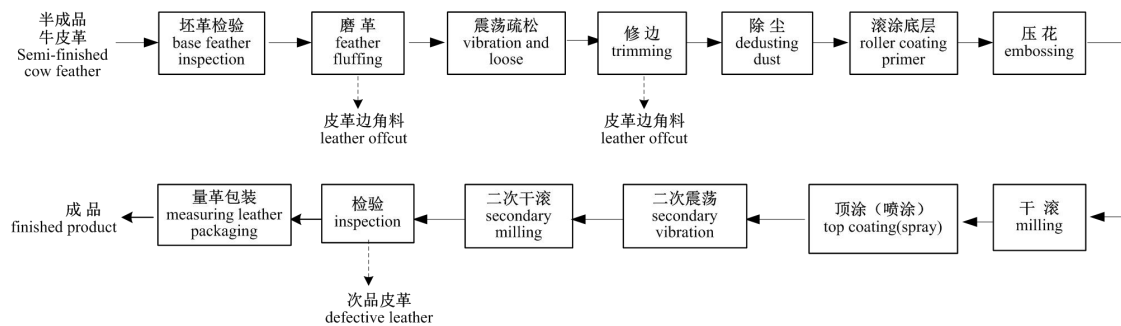 半成品
牛皮革
Semi-finished
cow feather
坯革检验
base feather
inspection
磨 革
feather
fluffing
震荡疏松
vibration and
loose
修 边
trimming
除 尘
dedusting
dust
滚涂底层
roller coating
primer
压 花
embossing
皮革边角料
leather offcut
皮革边角料
leather offcut
成 品
finished product
量革包装
measuring leather
packaging
检验
inspection
二次干滚
secondary
milling
二次震荡
secondary
vibration
顶涂（喷涂）
top coating(spray)
干 滚
milling
次品皮革
defective leather